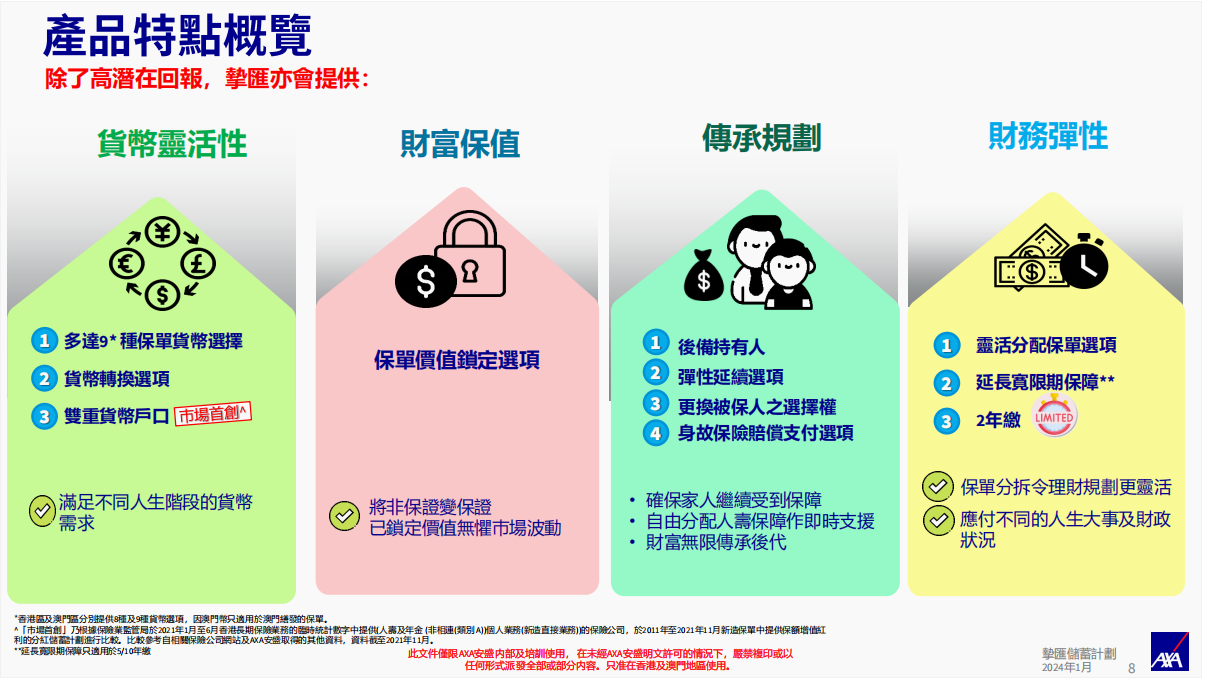 產品特點概覽
除了高潛在回報，摯匯亦會提供：
貨幣靈活性
1 多達9* 種保單貨幣選擇
2 貨幣轉換選項
3 雙重貨幣戶口 市場首創^
滿足不同人生階段的貨幣
需求
財富保值
保單價值鎖定選項
將非保證變保證
已鎖定價值無懼市場波動
傳承規劃
1 後備持有人
2 彈性延續選項
3 更換被保人之選擇權
4 身故保險賠償支付選項
• 確保家人繼續受到保障
• 自由分配人壽保障作即時支援
• 財富無限傳承後代
財務彈性
1 靈活分配保單選項
2 延長寬限期保障**
3 2年繳 LIMITED
保單分拆令理財規劃更靈活
應付不同的人生大事及財政
狀況
*香港區及澳門區分別提供8種及9種貨幣選項，因澳門幣只適用於澳門繕發的保單。
^「市場首創」乃根據保險業監管局於2021年1月至6月香港長期保險業務的臨時統計數字中提供(人壽及年金 (非相連(類別 A))個人業務(新造直接業務))的保險公司，於2011年至2021年11月新造保單中提供保額增值紅
利的分紅儲蓄計劃進行比較。比較參考自相關保險公司網站及AXA安盛取得的其他資料，資料截至2021年11月。
**延長寬限期保障只適用於5/10年繳
此文件僅限AXA安盛内部及培訓使用， 在未經AXA安盛明文許可的情況下，嚴禁複印或以
任何形式派發全部或部分内容。只准在香港及澳門地區使用。
摯匯儲蓄計劃
2024年1月
8
AXA